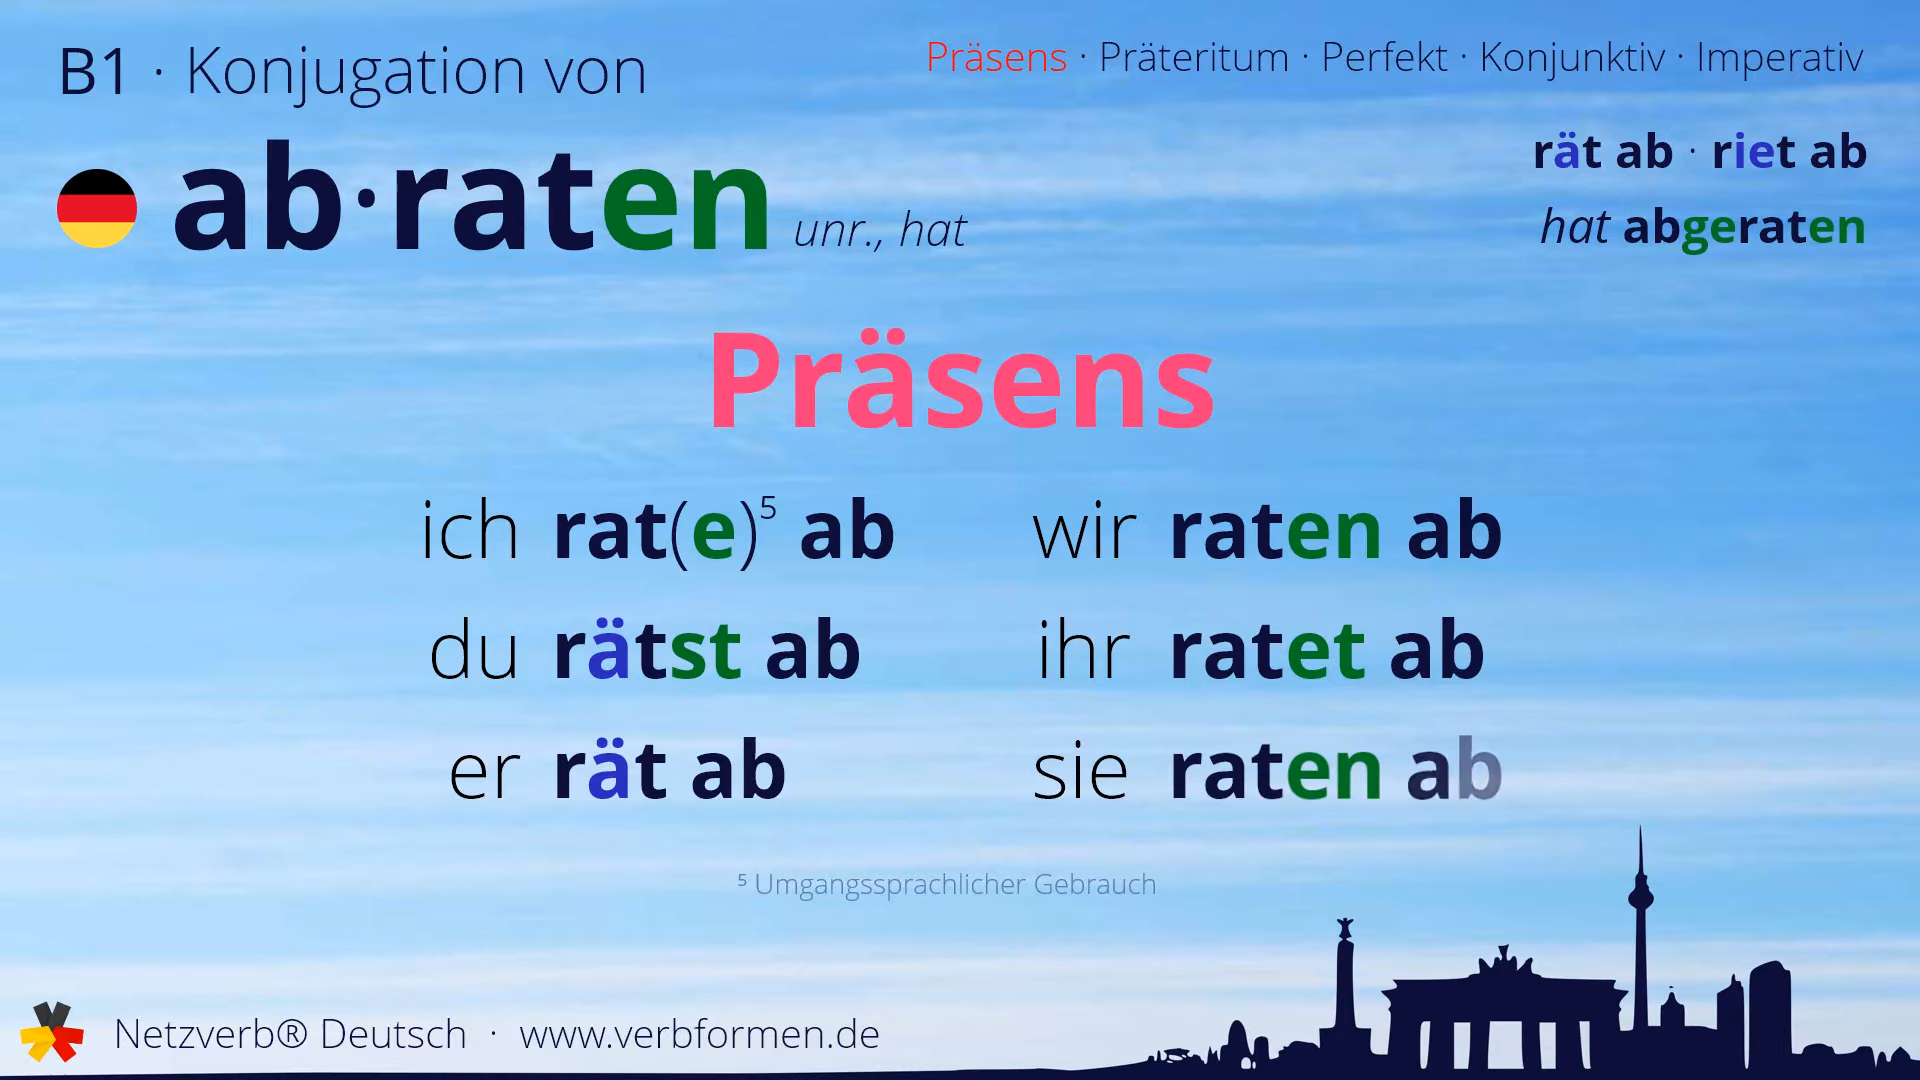 B1 · Konjugation von
Präsens · Präteritum · Perfekt · Konjunktiv · Imperativ
ab·raten unr., hat
rät ab · riet ab
hat abgeraten
Präsens
ich rat(e)⁵ ab
wir raten ab
du rätst ab
ihr ratet ab
er rät ab
sie raten ab
⁵ Umgangssprachlicher Gebrauch
Netzverb® Deutsch · www.verbformen.de